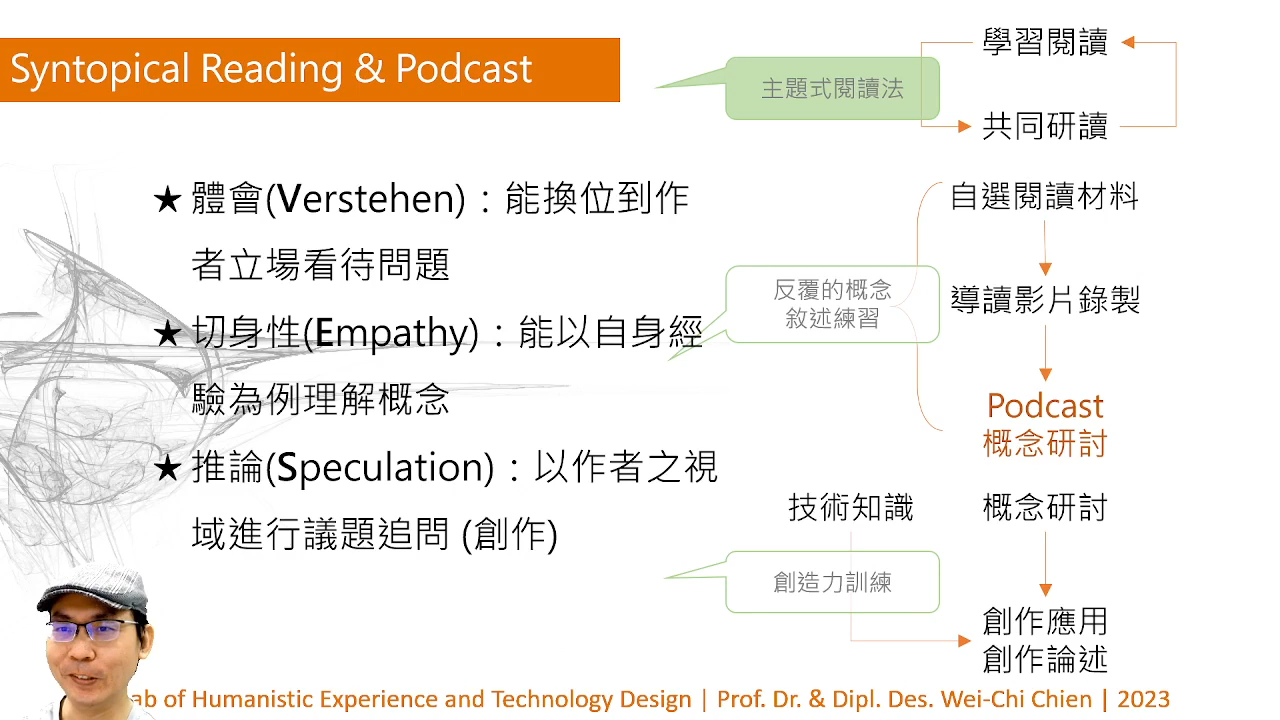 Syntopical Reading & Podcast
★ 體會(Verstehen)：能換位到作
者立場看待問題
★ 切身性(Empathy)：能以自身經
驗為例理解概念
★ 推論(Speculation)：以作者之視
域進行議題追問 (創作)
學習閱讀
主題式閱讀法
共同研讀
自選閱讀材料
反覆的概念
敘述練習
導讀影片錄製
Podcast
概念研討
技術知識
概念研討
創造力訓練
創作應用
創作論述
ab of Humanistic Experience and Technology Design | Prof. Dr. & Dipl. Des. Wei-Chi Chien | 2023